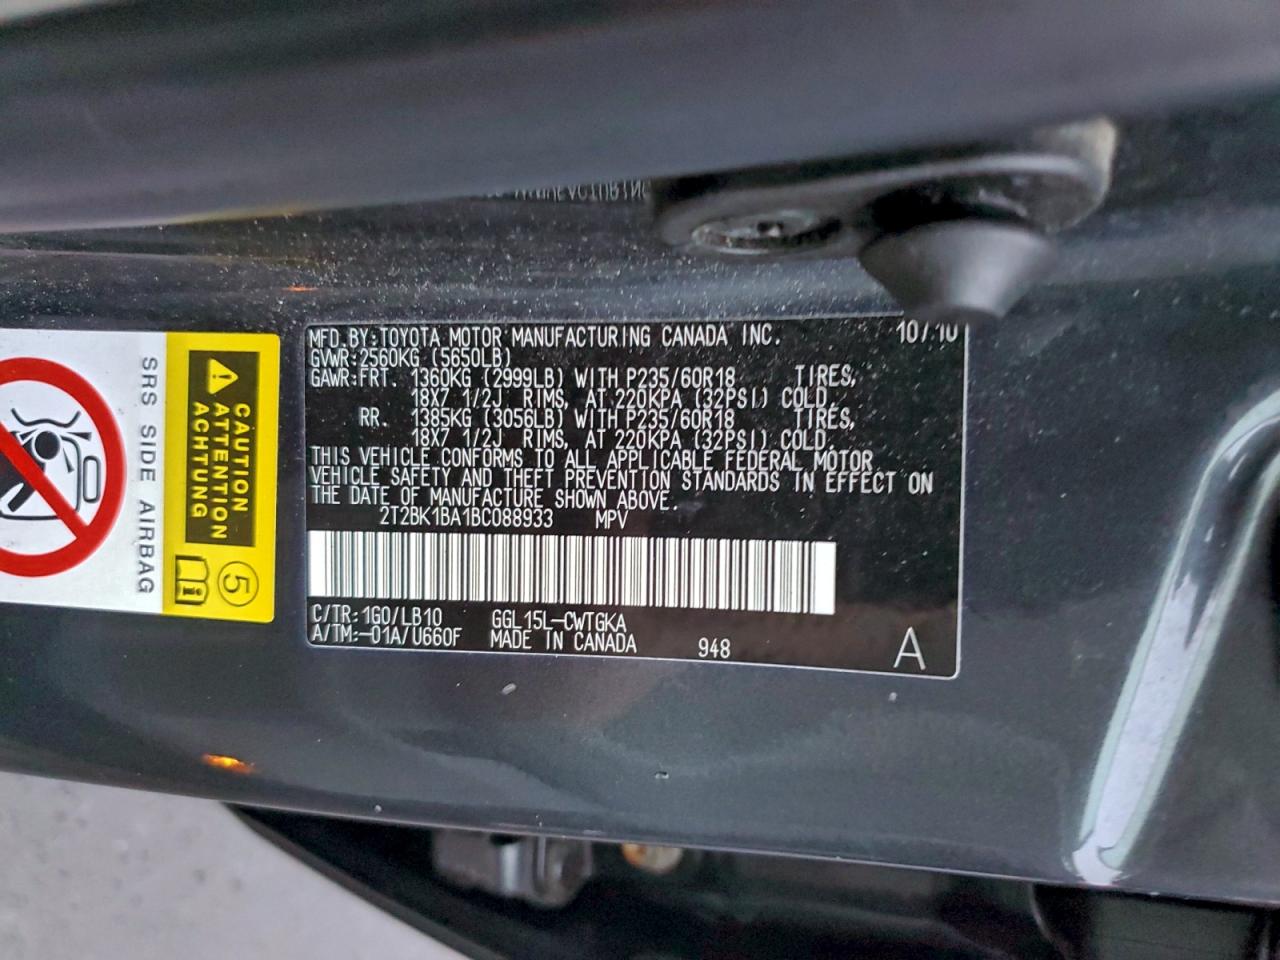 MFD.BY:TOYOTA MOTOR MANUFACTURING CANADA INC. 10/10
GVWR:2560KG (5650LB)
GAWR:FRT. 1360KG (2999LB) WITH P235/60R18 TIRES,
18X7 1/2J RIMS, AT 220KPA (32PSI) COLD,
RR. 1385KG (3056LB) WITH P235/60R18 TIRES,
18X7 1/2J RIMS, AT 220KPA (32PSI) COLD,
THIS VEHICLE CONFORMS TO ALL APPLICABLE FEDERAL MOTOR
VEHICLE SAFETY AND THEFT PREVENTION STANDARDS IN EFFECT ON
THE DATE OF MANUFACTURE SHOWN ABOVE.
2T2BK1BA1BC088933 MPV
C/TR:1G0/LB10 GGL15L-CWTGKA
A/TM:-01A/U660F MADE IN CANADA 948 A
CAUTION
ATTENTION
ACHTUNG
5
SRS SIDE AIRBAG